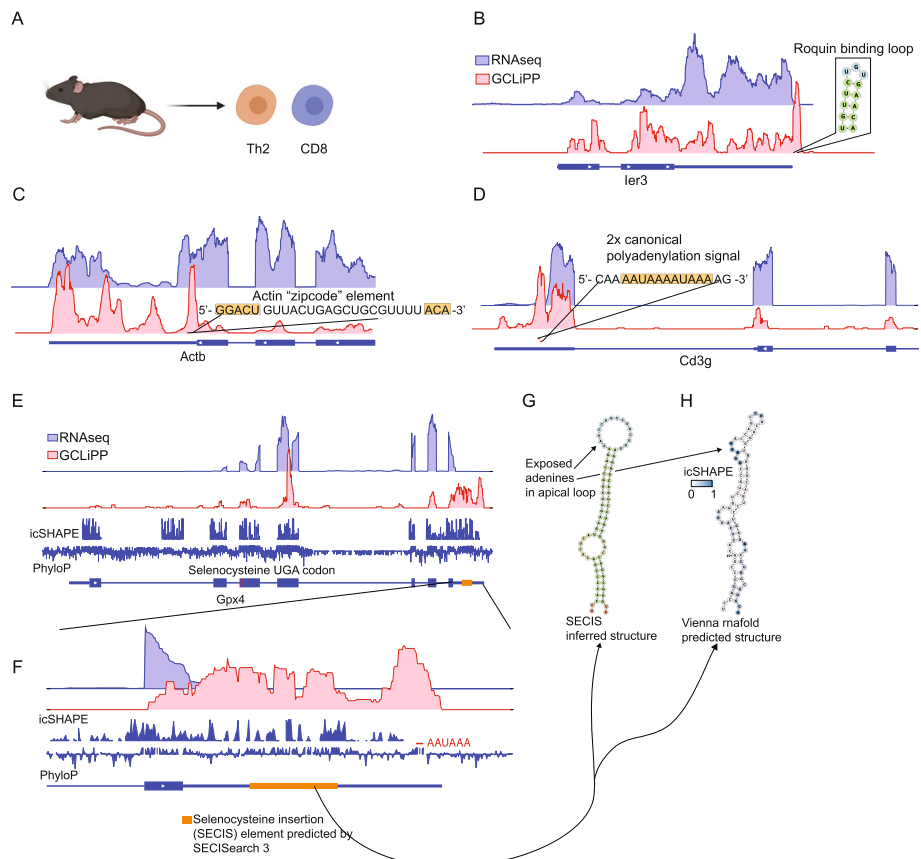 A
Th2 CD8
B
RNAseq
GCLiPP
Roquin binding loop
U G U U C U
U G U
G A A C A
Ier3
C
Actin "zipcode" element
5'- GGACU GUUACUGAGCUGCGUUUU ACA -3'
Actb
D
2x canonical
polyadenylation signal
5'- CAA AAUAAAAUAAA AG -3'
Cd3g
E
RNAseq
GCLiPP
icSHAPE
PhyloP
Selenocysteine UGA codon
Gpx4
F
icSHAPE
AAUAAA
PhyloP
Selenocysteine insertion
(SECIS) element predicted by
SECISearch 3
G
Exposed
adenines
in apical loop
SECIS
inferred structure
H
icSHAPE
0 1
Vienna rnafold
predicted structure